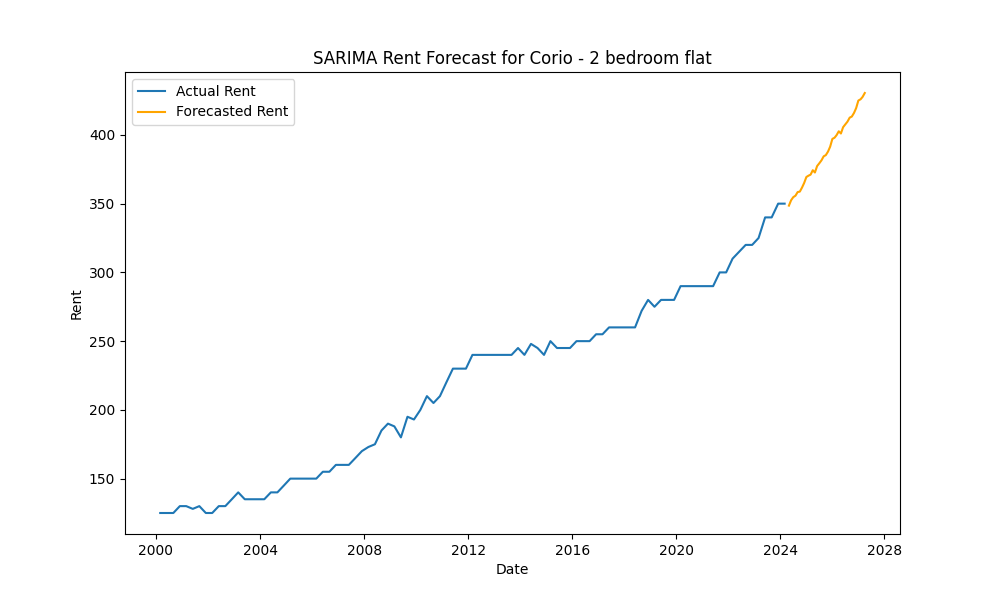 SARIMA Rent Forecast for Corio - 2 bedroom flat
Actual Rent
Forecasted Rent
400
350
300
250
200
150
Rent
2000 2004 2008 2012 2016 2020 2024 2028
Date